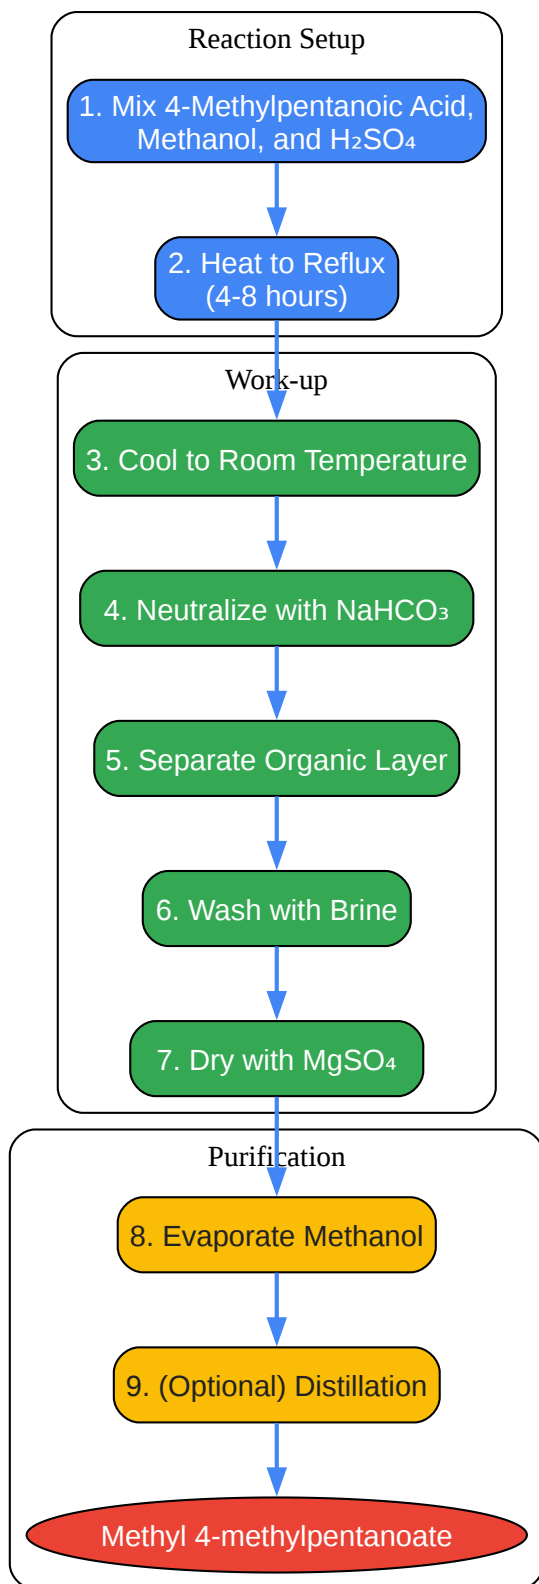 Reaction Setup
1. Mix 4-Methylpentanoic Acid,
Methanol, and H₂SO₄
2. Heat to Reflux
(4-8 hours)
Work-up
3. Cool to Room Temperature
4. Neutralize with NaHCO₃
5. Separate Organic Layer
6. Wash with Brine
7. Dry with MgSO₄
Purification
8. Evaporate Methanol
9. (Optional) Distillation
Methyl 4-methylpentanoate